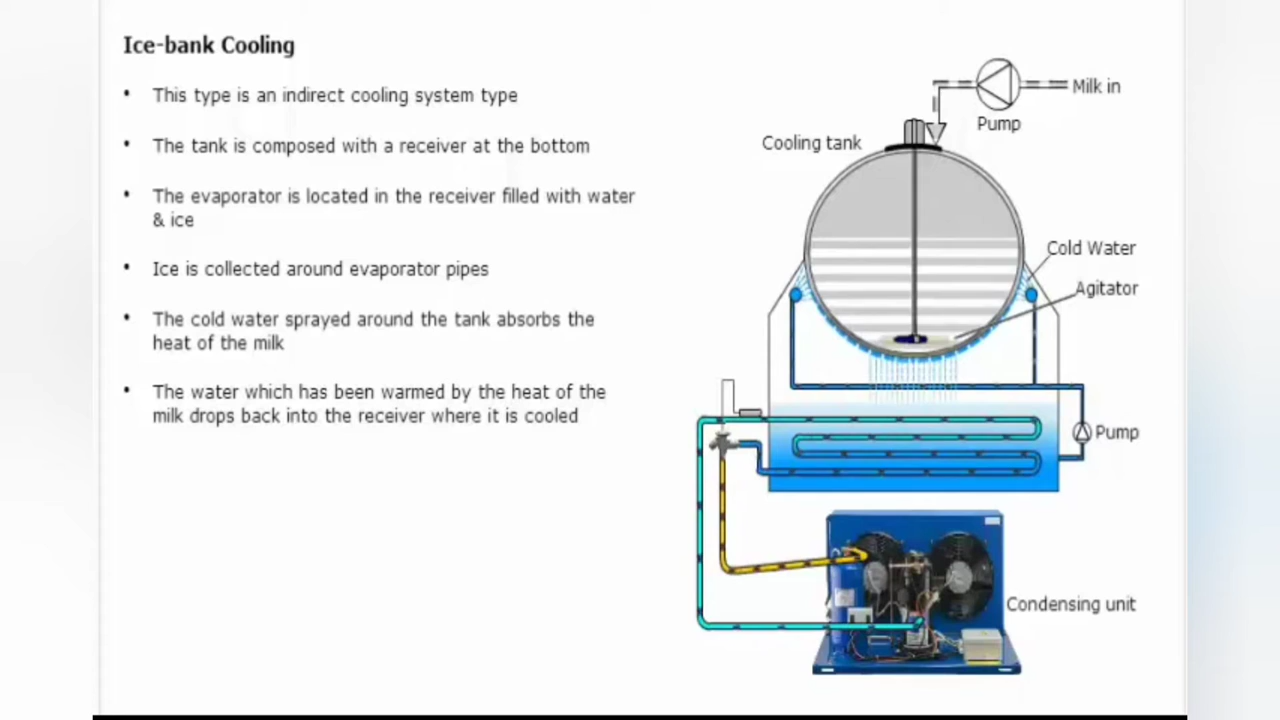 Ice-bank Cooling
• This type is an indirect cooling system type
• The tank is composed with a receiver at the bottom
• The evaporator is located in the receiver filled with water
& ice
• Ice is collected around evaporator pipes
• The cold water sprayed around the tank absorbs the
heat of the milk
• The water which has been warmed by the heat of the
milk drops back into the receiver where it is cooled
Milk in
Pump
Cooling tank
Cold Water
Agitator
Pump
Condensing unit